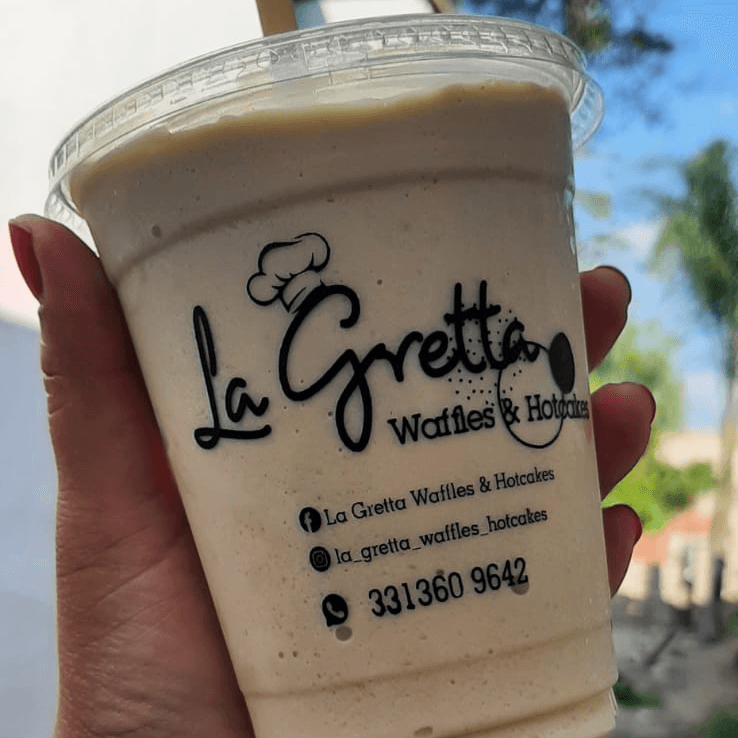 La Gretta
Waffles & Hotcakes
La Gretta Waffles & Hotcakes
la_gretta_waffles_hotcakes
331360 9642